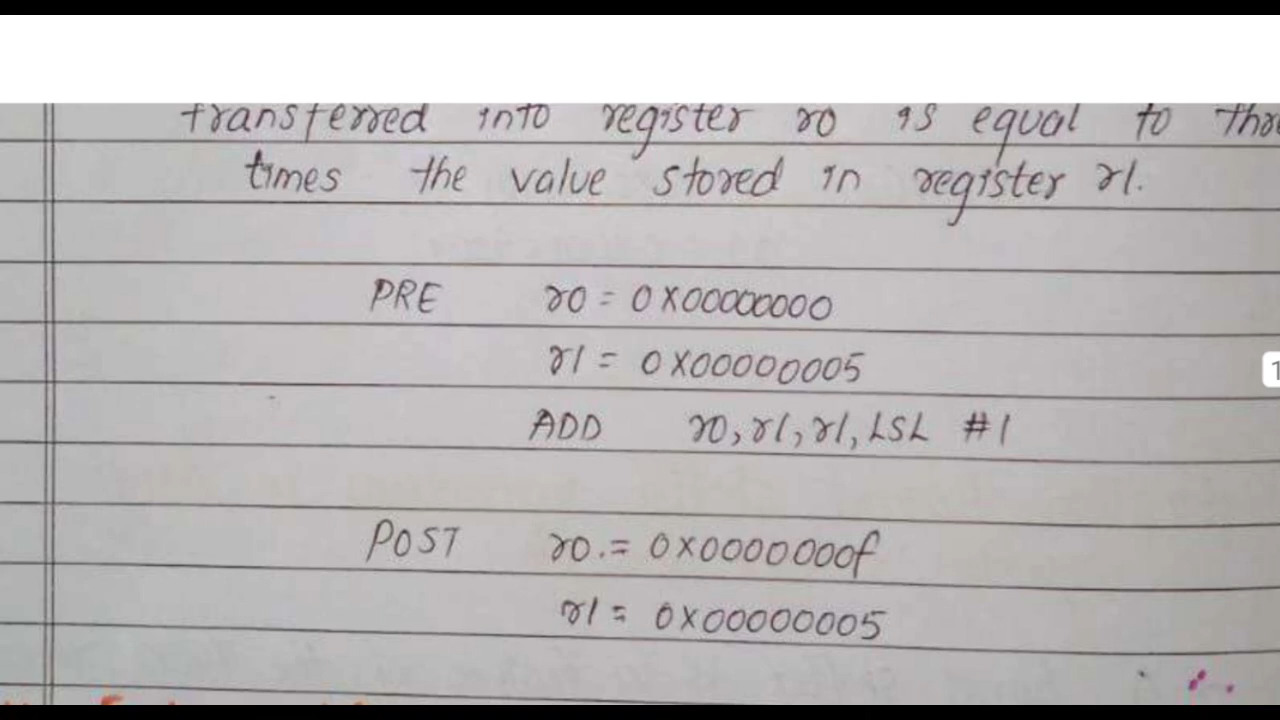 transferred into register r0 is equal to
times the value stored in register r1.
PRE r0 = 0X00000000
r1 = 0X00000005
ADD r0, r1, r1, LSL #1
POST r0. = 0X0000000f
r1 = 0X00000005
1